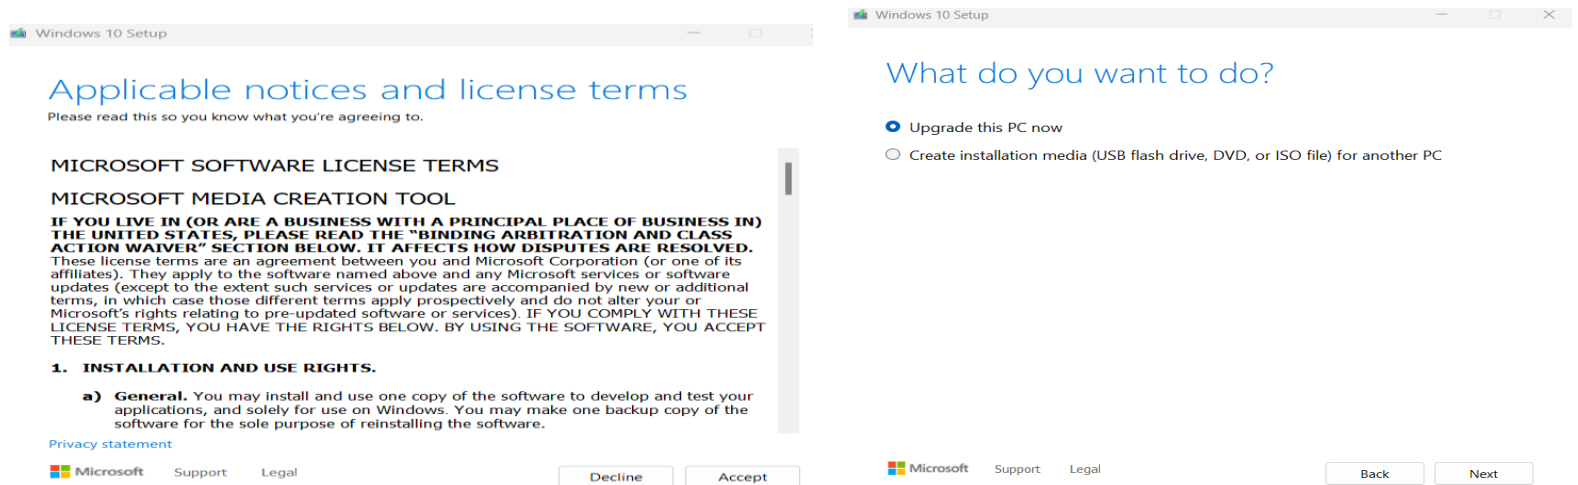 Windows 10 Setup
Applicable notices and license terms
Please read this so you know what you're agreeing to.
MICROSOFT SOFTWARE LICENSE TERMS
MICROSOFT MEDIA CREATION TOOL
IF YOU LIVE IN (OR ARE A BUSINESS WITH A PRINCIPAL PLACE OF BUSINESS IN)
THE UNITED STATES, PLEASE READ THE “BINDING ARBITRATION AND CLASS
ACTION WAIVER” SECTION BELOW. IT AFFECTS HOW DISPUTES ARE RESOLVED.
These license terms are an agreement between you and Microsoft Corporation (or one of its
affiliates). They apply to the software named above and any Microsoft services or software
updates (except to the extent such services or updates are accompanied by new or additional
terms, in which case those different terms apply prospectively and do not alter your or
Microsoft’s rights relating to pre-updated software or services). IF YOU COMPLY WITH THESE
LICENSE TERMS, YOU HAVE THE RIGHTS BELOW. BY USING THE SOFTWARE, YOU ACCEPT
THESE TERMS.
1. INSTALLATION AND USE RIGHTS.
a) General. You may install and use one copy of the software to develop and test your
applications, and solely for use on Windows. You may make one backup copy of the
software for the sole purpose of reinstalling the software.
Privacy statement
Microsoft Support Legal Decline Accept
Windows 10 Setup
What do you want to do?
Upgrade this PC now
Create installation media (USB flash drive, DVD, or ISO file) for another PC
Microsoft Support Legal Back Next